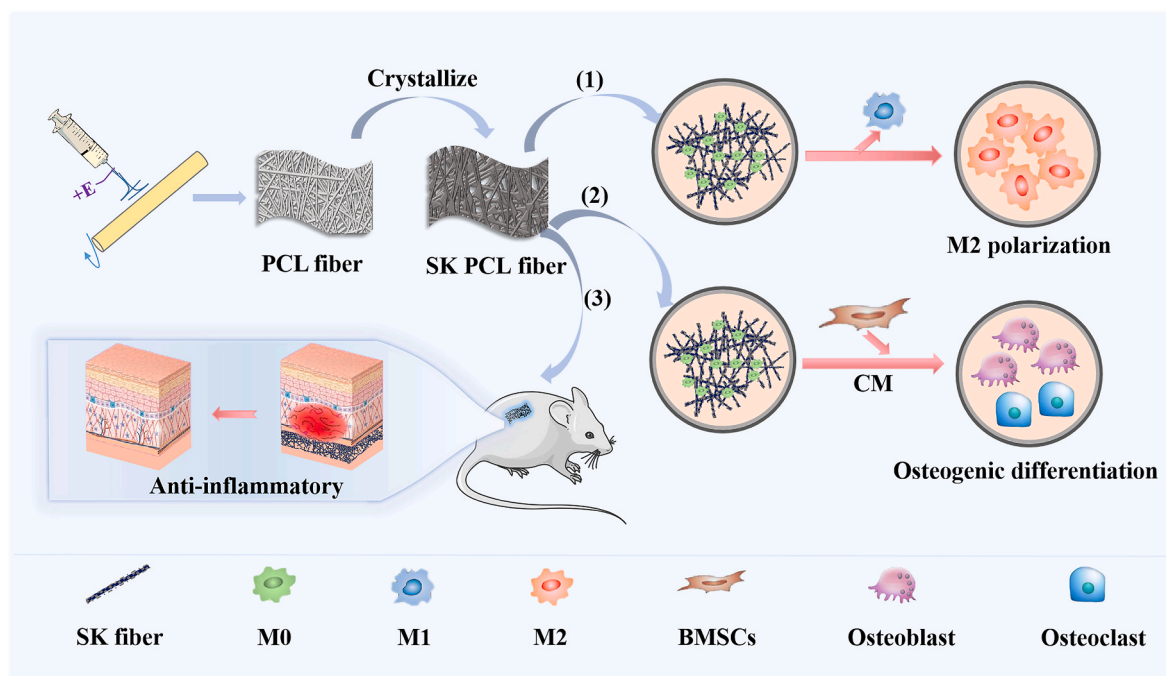 Crystallize
(1)
+E
PCL fiber
SK PCL fiber
(2)
(3)
M2 polarization
CM
Osteogenic differentiation
Anti-inflammatory
SK fiber
M0
M1
M2
BMSCs
Osteoblast
Osteoclast